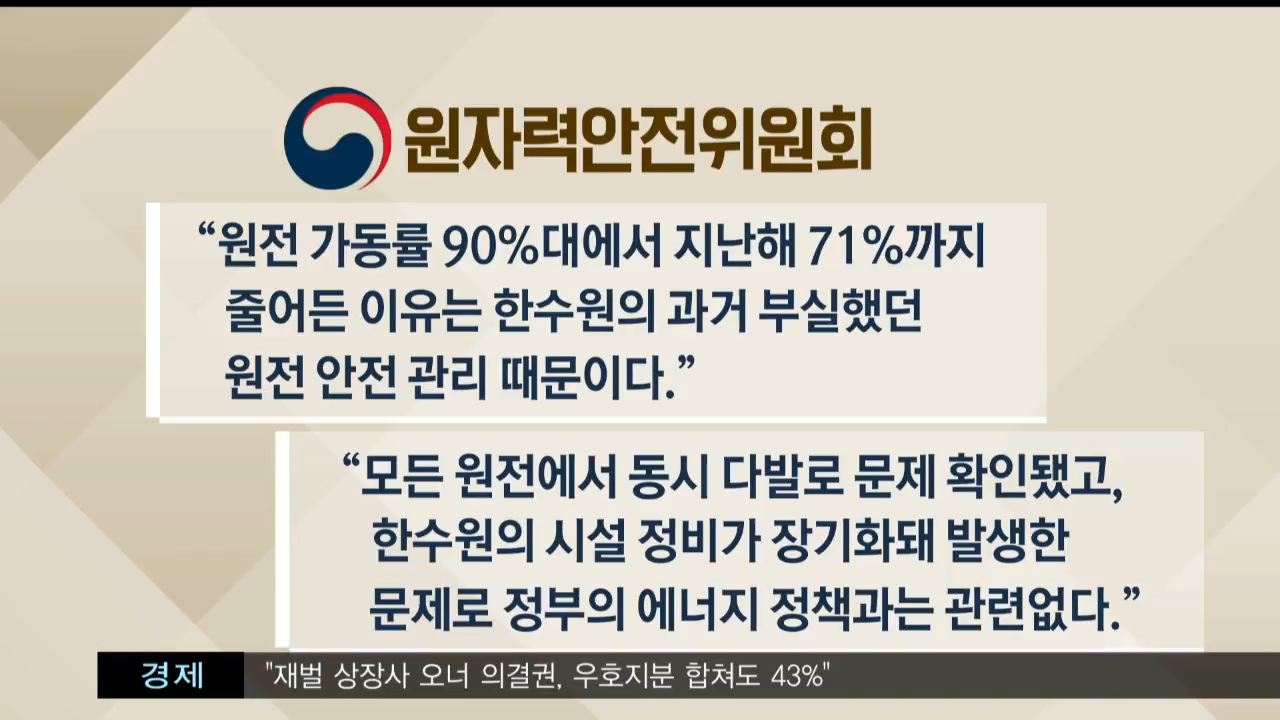 원자력안전위원회
“원전 가동률 90%대에서 지난해 71%까지
줄어든 이유는 한수원의 과거 부실했던
원전 안전 관리 때문이다.”
“모든 원전에서 동시 다발로 문제 확인됐고,
한수원의 시설 정비가 장기화돼 발생한
문제로 정부의 에너지 정책과는 관련없다.”
경제 "재벌 상장사 오너 의결권, 우호지분 합쳐도 43%"